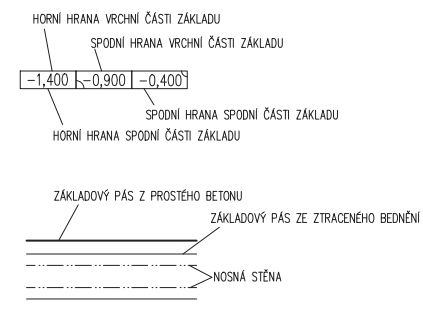 HORNÍ HRANA VRCHNÍ ČÁSTI ZÁKLADU
SPODNÍ HRANA VRCHNÍ ČÁSTI ZÁKLADU
-1,400 -0,900 -0,400
SPODNÍ HRANA SPODNÍ ČÁSTI ZÁKLADU
HORNÍ HRANA SPODNÍ ČÁSTI ZÁKLADU
ZÁKLADOVÝ PÁS Z PROSTÉHO BETONU
ZÁKLADOVÝ PÁS ZE ZTRACENÉHO BEDNĚNÍ
NOSNÁ STĚNA